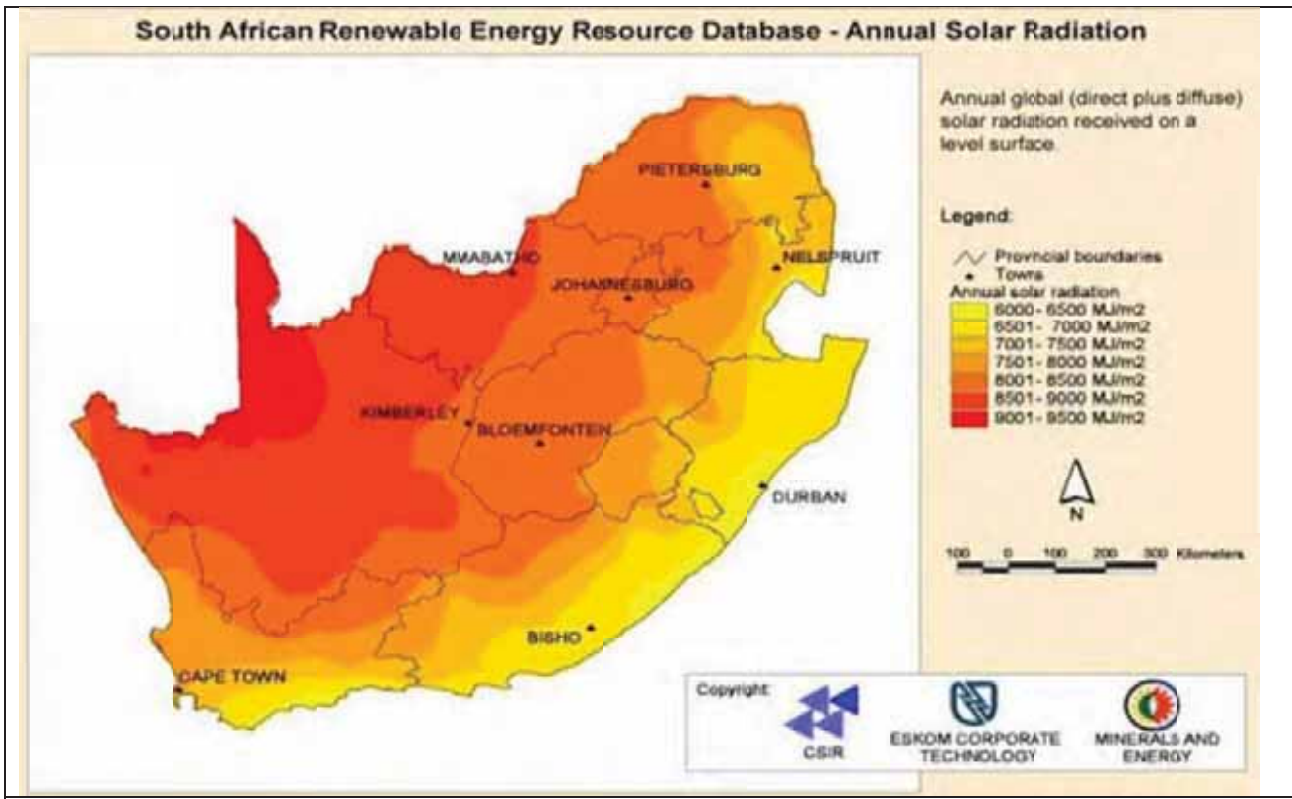 South African Renewable Energy Resource Database - Annual Solar Radiation
Annual global (direct plus diffuse)
solar radiation received on a
level surface.
Legend:
Provincial boundaries
Towns
Annual solar radiation
6000- 6500 MJ/m2
6501- 7000 MJ/m2
7001- 7500 MJ/m2
7501- 8000 MJ/m2
8001- 8500 MJ/m2
8501- 9000 MJ/m2
9001- 9500 MJ/m2
N
100 0 100 200 300 Kilometers
PIETERSBURG
MMABATHO
NELSPRUIT
JOHANNESBURG
KIMBERLEY
BLOEMFONTEN
DURBAN
BISHO
CAPE TOWN
Copyright:
CSIR
ESKOM CORPORATE
TECHNOLOGY
MINERALS AND
ENERGY